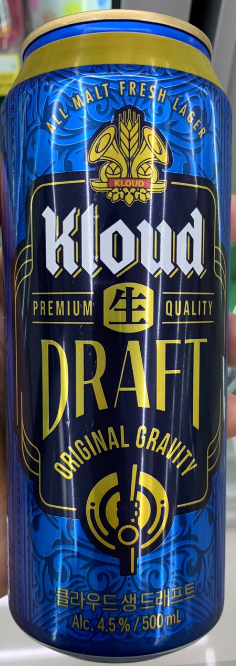 ALL MALT FRESH LAGER
KLOUD
Kloud
PREMIUM 生 QUALITY
DRAFT
ORIGINAL GRAVITY
클라우드 생 드래프트
Alc. 4.5 % / 500 mL